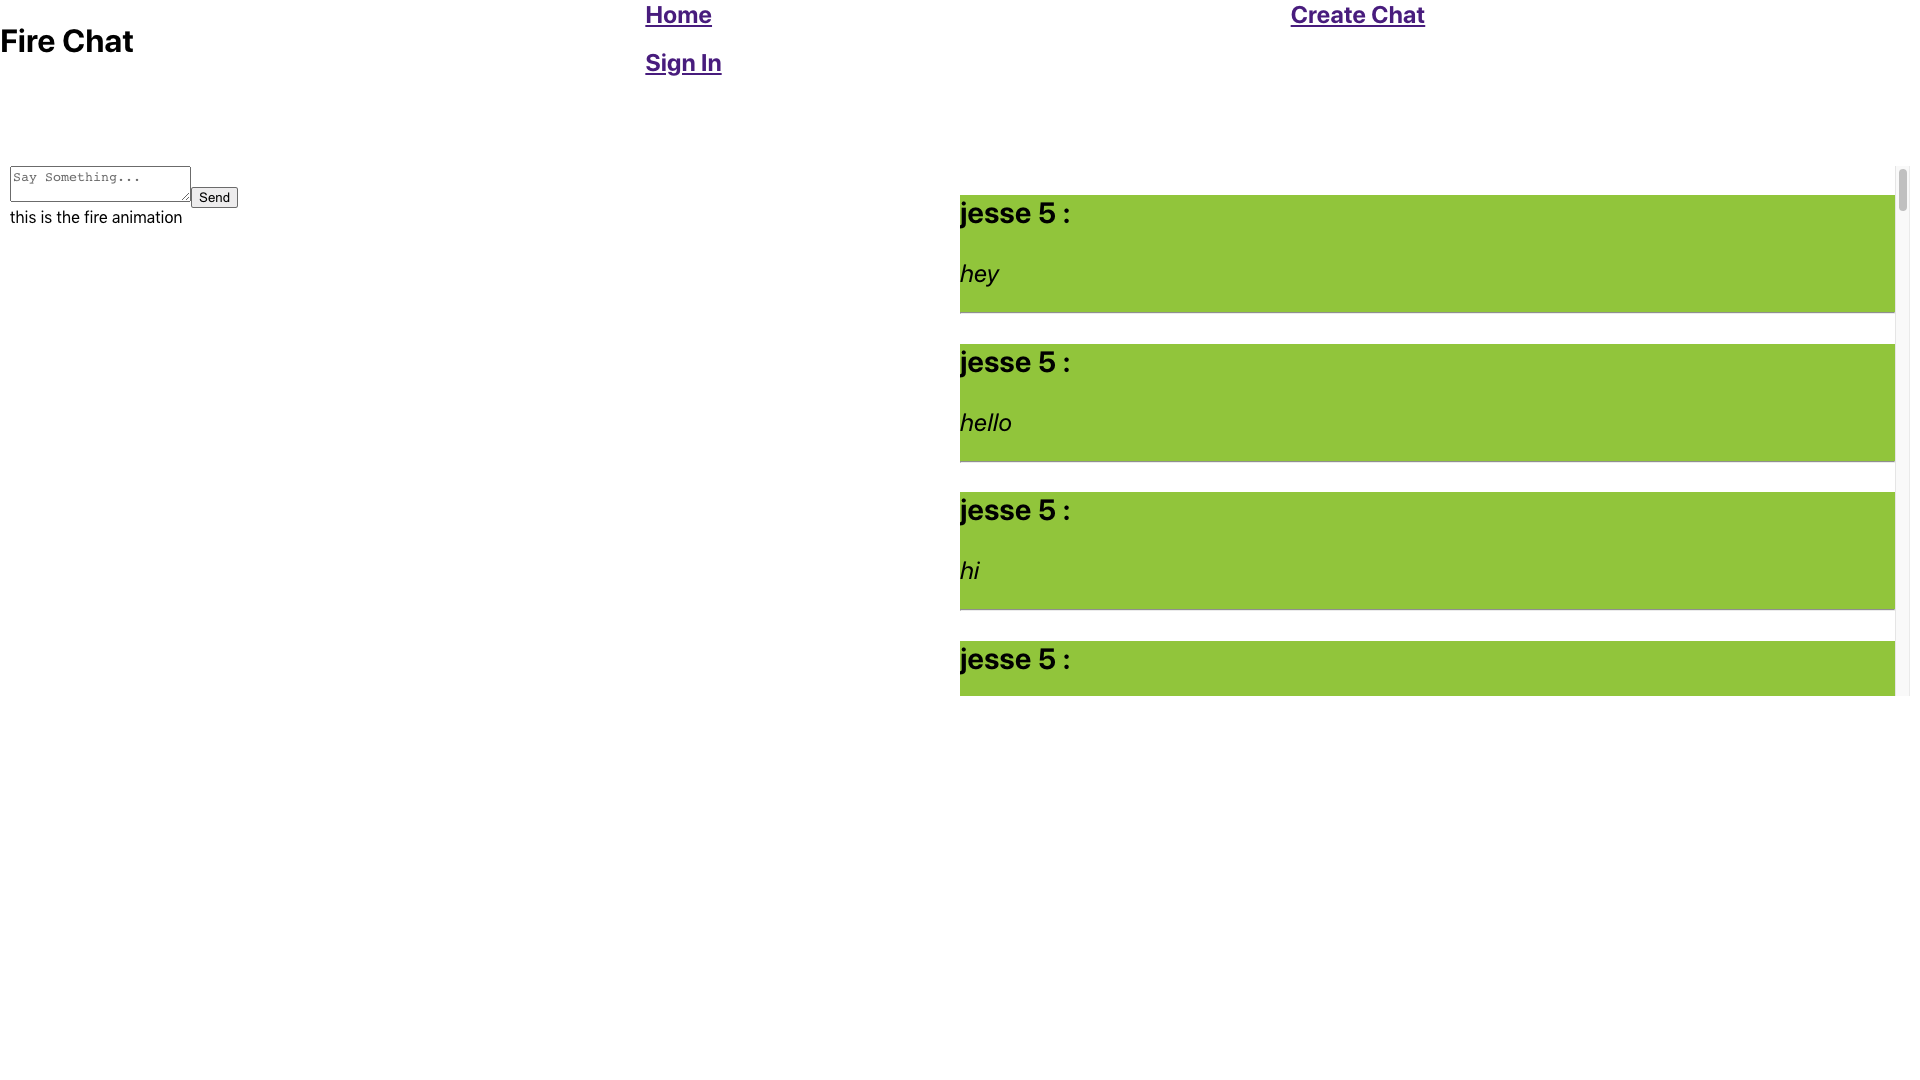 Fire Chat
Home
Create Chat
Sign In
Say Something...
Send
this is the fire animation
jesse 5 :
hey
jesse 5 :
hello
jesse 5 :
hi
jesse 5 :